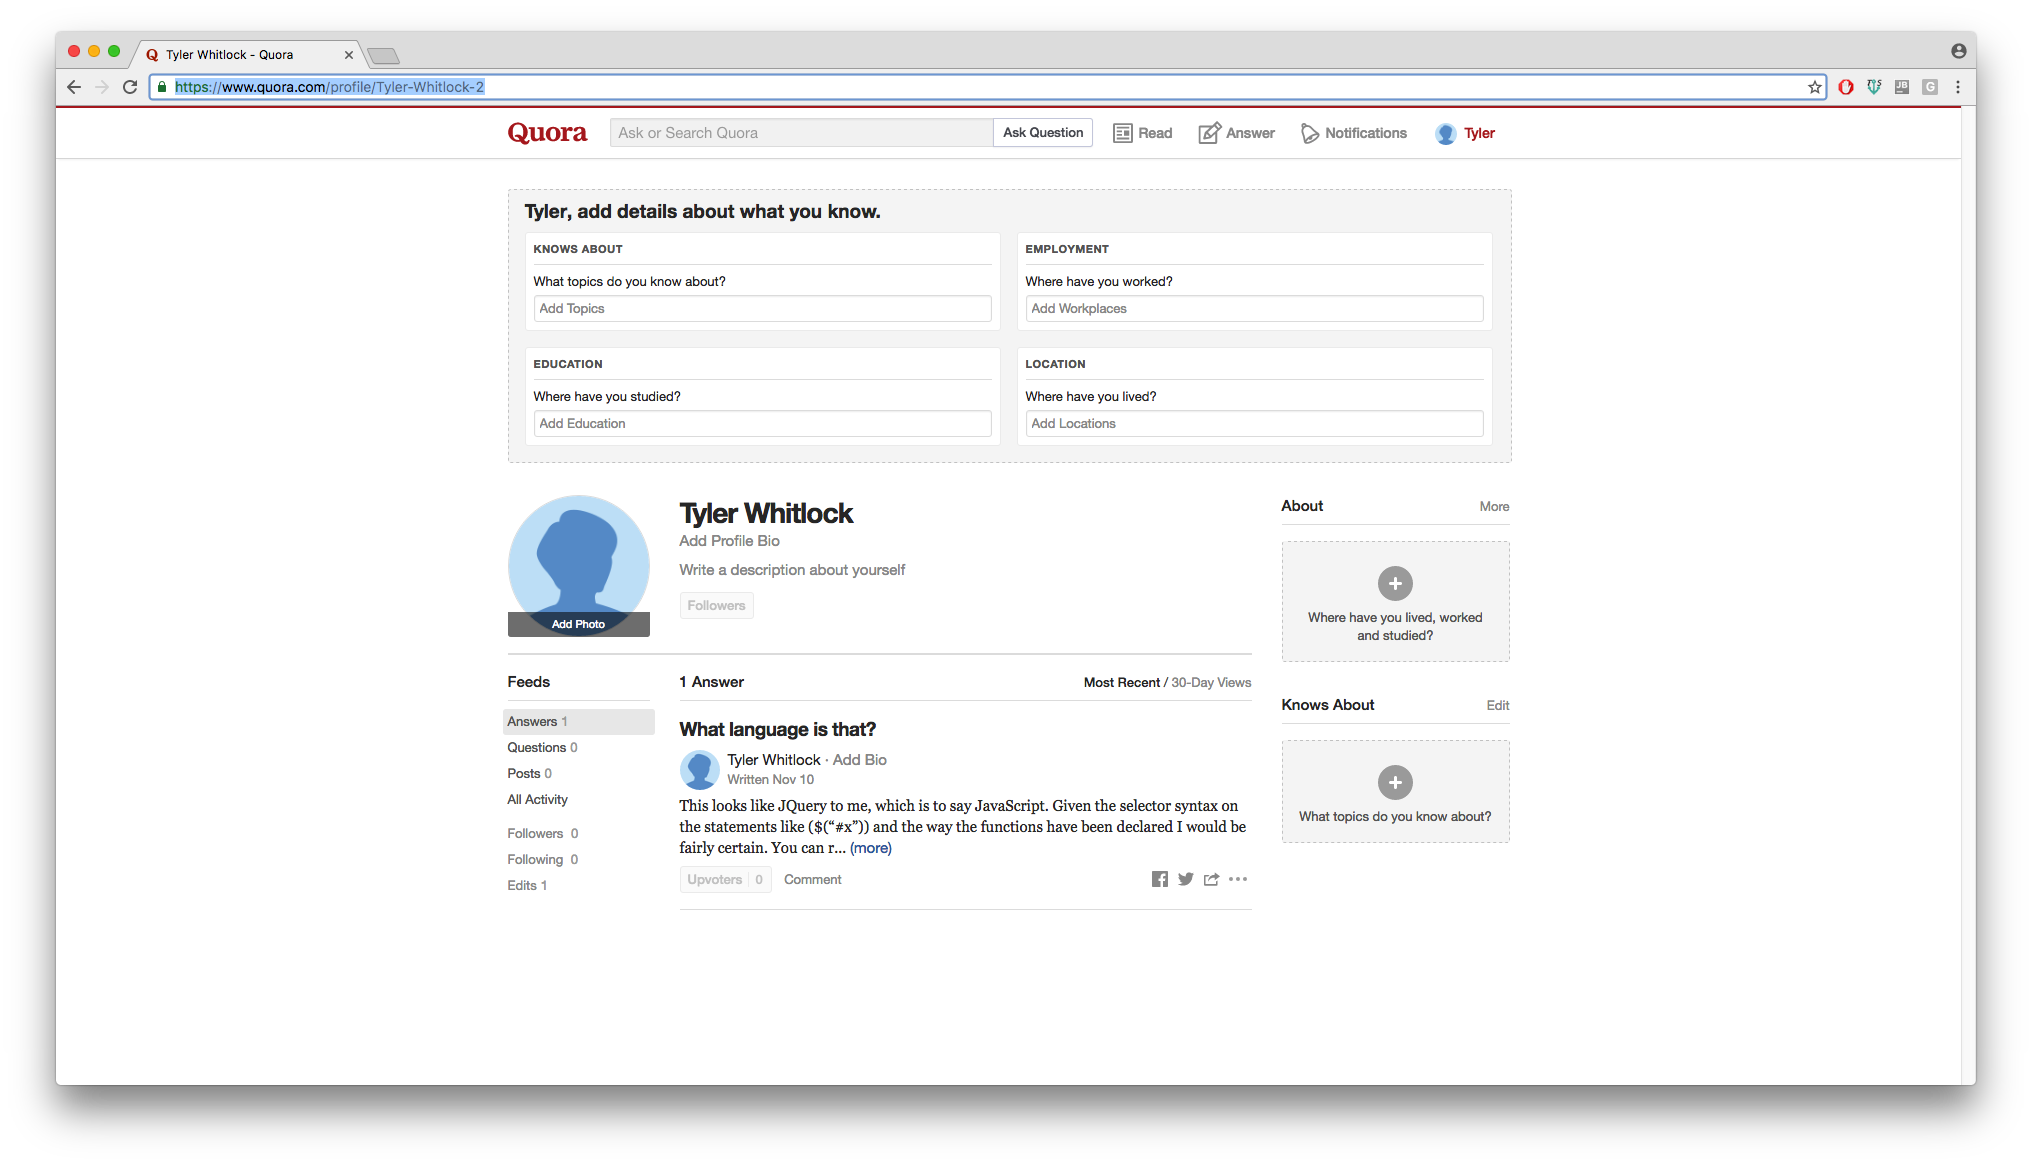 Tyler Whitlock - Quora
https://www.quora.com/profile/Tyler-Whitlock-2
Quora
Ask or Search Quora
Ask Question
Read
Answer
Notifications
Tyler
Tyler, add details about what you know.
KNOWS ABOUT
What topics do you know about?
Add Topics
EMPLOYMENT
Where have you worked?
Add Workplaces
EDUCATION
Where have you studied?
Add Education
LOCATION
Where have you lived?
Add Locations
Add Photo
Tyler Whitlock
Add Profile Bio
Write a description about yourself
Followers
About
More
Where have you lived, worked
and studied?
Feeds
Answers 1
Questions 0
Posts 0
All Activity
Followers 0
Following 0
Edits 1
1 Answer
Most Recent / 30-Day Views
What language is that?
Tyler Whitlock · Add Bio
Written Nov 10
This looks like JQuery to me, which is to say JavaScript. Given the selector syntax on
the statements like ($(“#x”)) and the way the functions have been declared I would be
fairly certain. You can r... (more)
Upvoters 0
Comment
Knows About
Edit
What topics do you know about?